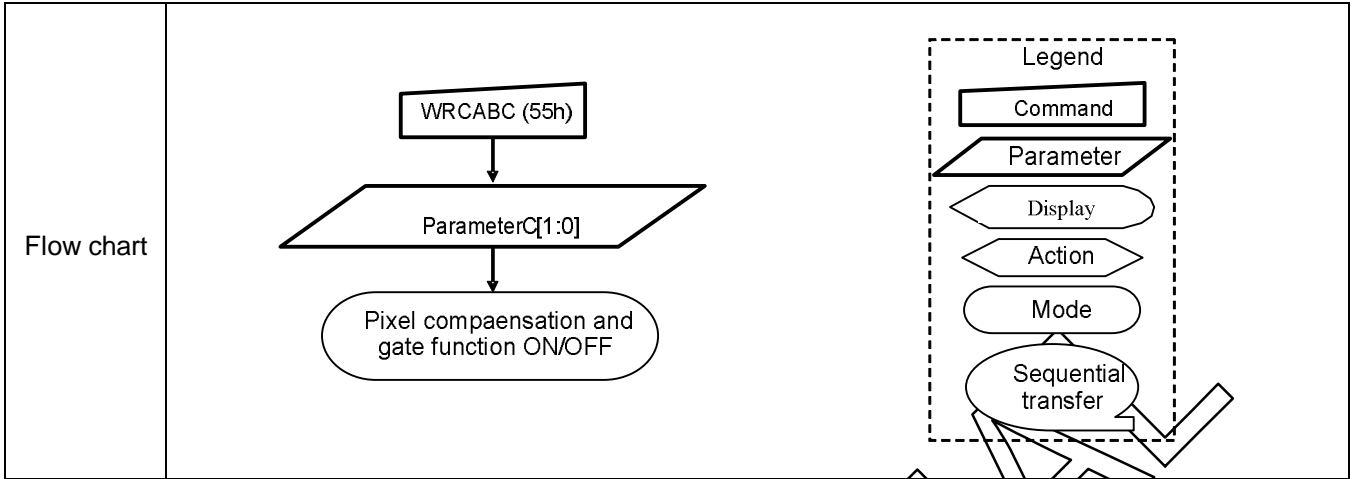 Flow chart
WRCABC (55h)
ParameterC[1:0]
Pixel compaensation and
gate function ON/OFF
Legend
Command
Parameter
Display
Action
Mode
Sequential
transfer